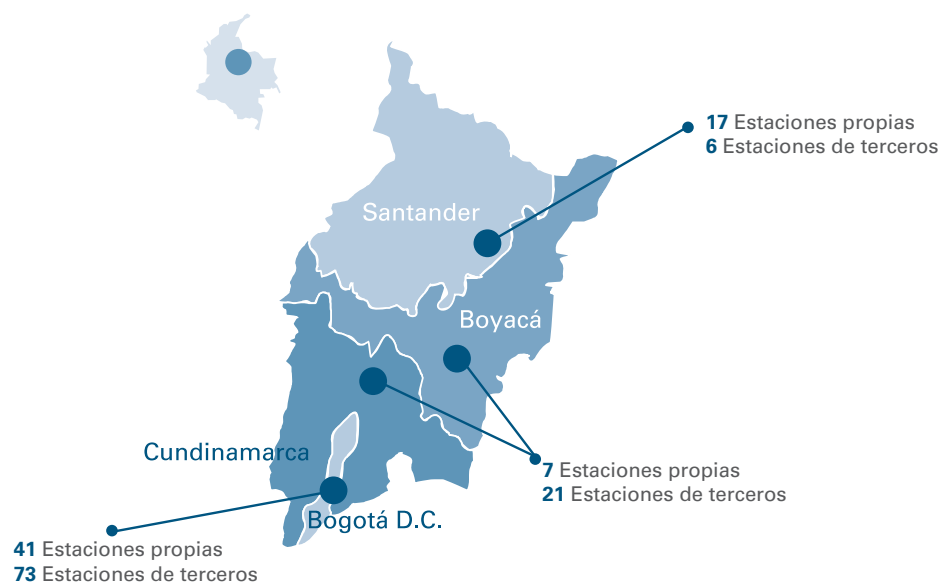 17 Estaciones propias
6 Estaciones de terceros
Santander
Boyacá
Cundinamarca
7 Estaciones propias
21 Estaciones de terceros
Bogotá D.C.
41 Estaciones propias
73 Estaciones de terceros